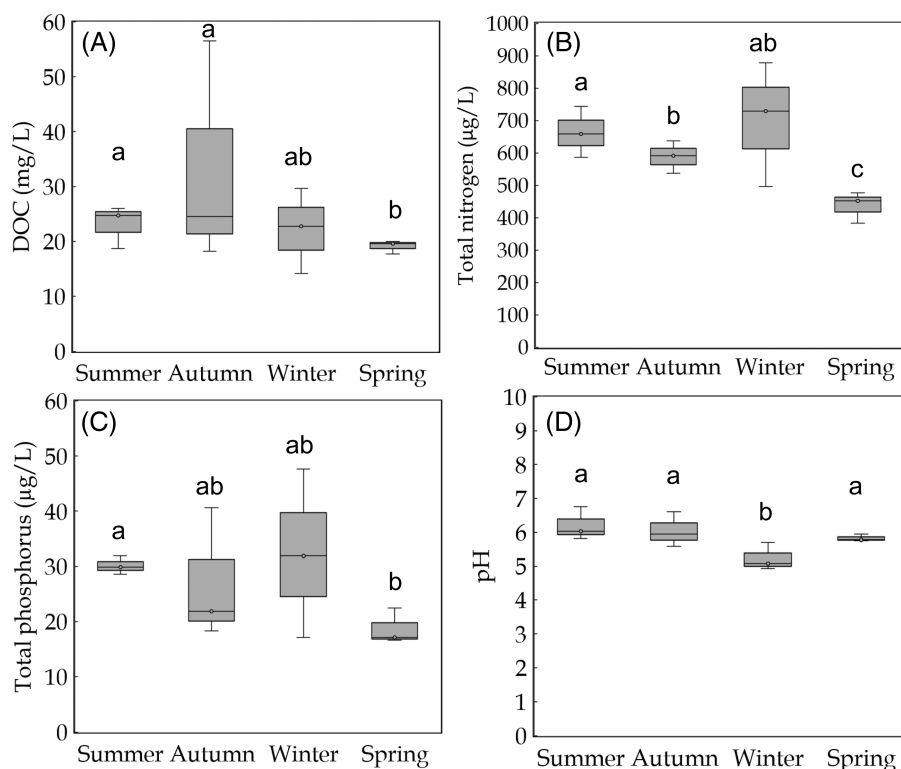 (A)
DOC (mg/L)
60
50
40
30
20
10
0
a
a
ab
b
Summer Autumn Winter Spring
(B)
Total nitrogen (µg/L)
1000
900
800
700
600
500
400
300
200
100
0
a
b
ab
c
Summer Autumn Winter Spring
(C)
Total phosphorus (µg/L)
60
50
40
30
20
10
0
a
ab
ab
b
Summer Autumn Winter Spring
(D)
pH
10
9
8
7
6
5
4
3
2
1
0
a
a
b
a
Summer Autumn Winter Spring